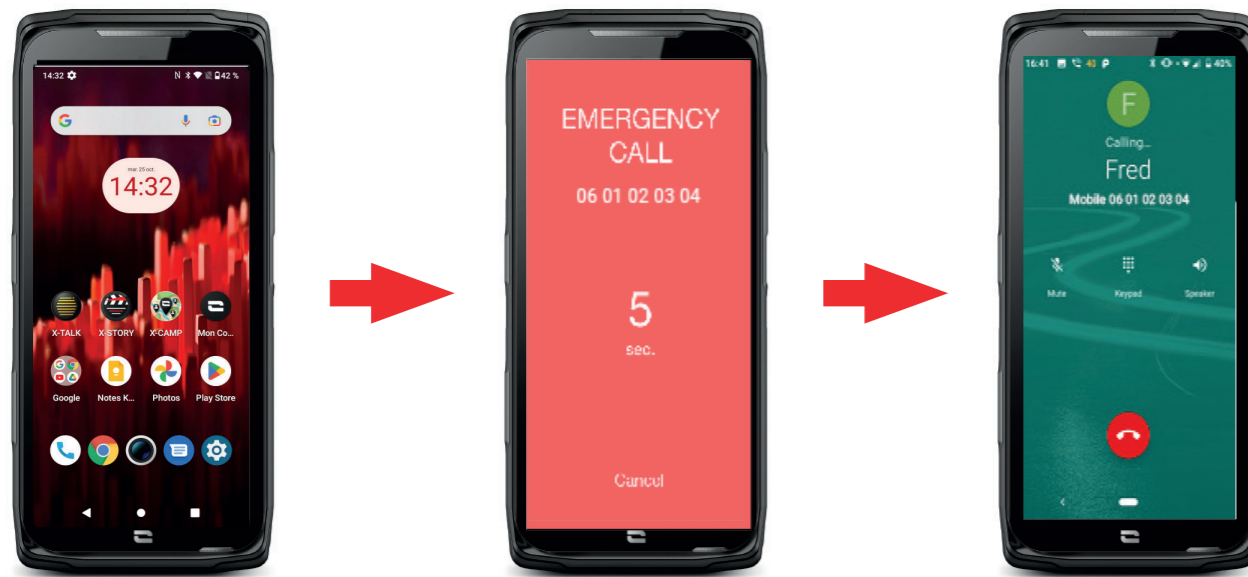 14:32
N
42 %
G
mar. 25 oct.
14:32
X-TALK
X-STORY
X-CAMP
Mon Co...
Google
Notes K...
Photos
Play Store
EMERGENCY
CALL
06 01 02 03 04
5
sec.
Cancel
16:41
40
40%
F
Calling...
Fred
Mobile 06 01 02 03 04
Mute
Keypad
Speaker